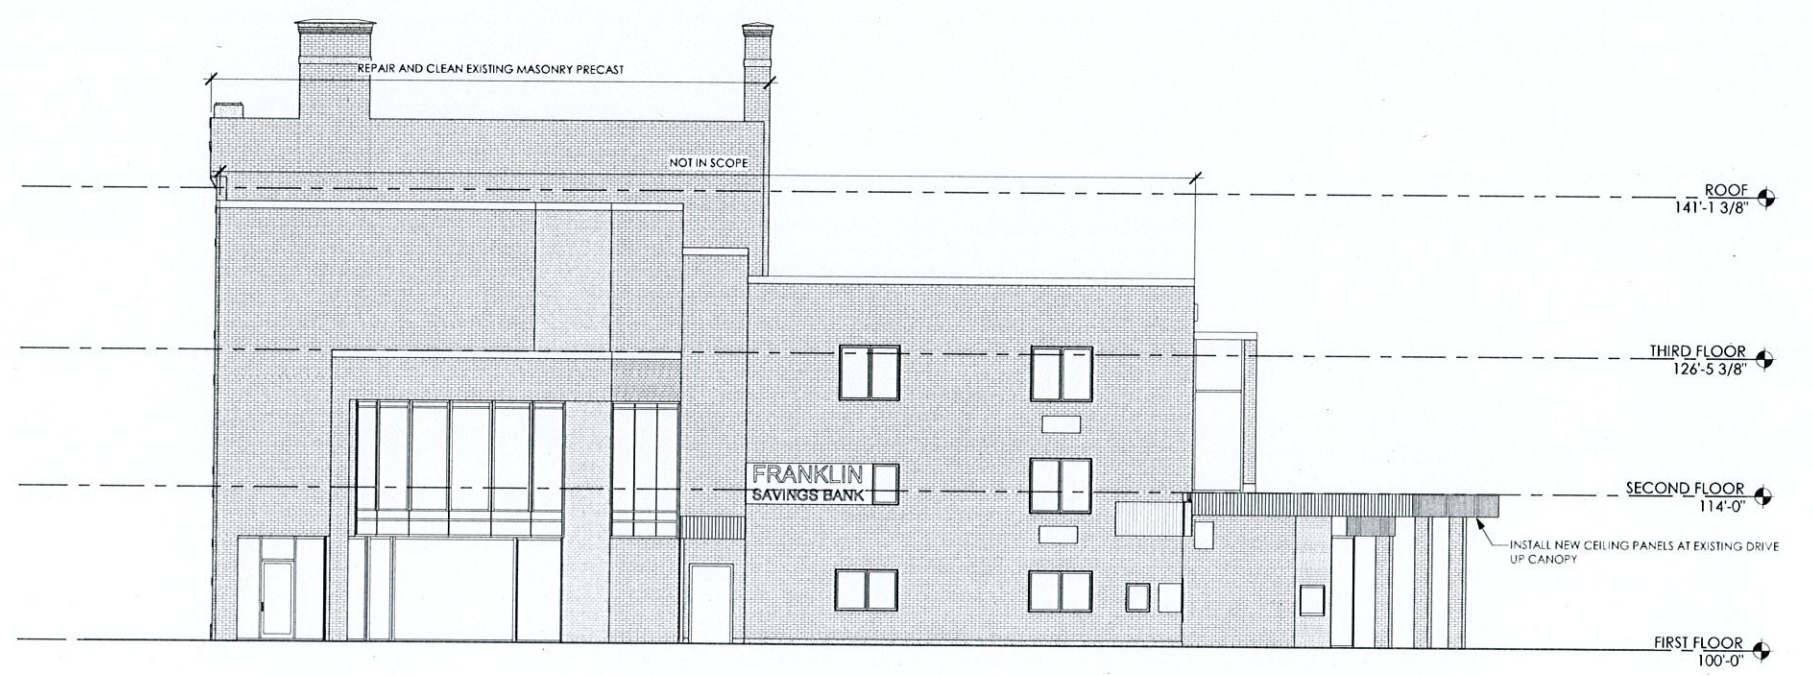 REPAIR AND CLEAN EXISTING MASONRY PRECAST
NOT IN SCOPE
ROOF
141'-1 3/8"
THIRD FLOOR
126'-5 3/8"
FRANKLIN
SAVINGS BANK
SECOND FLOOR
114'-0"
INSTALL NEW CEILING PANELS AT EXISTING DRIVE
UP CANOPY
FIRST FLOOR
100'-0"